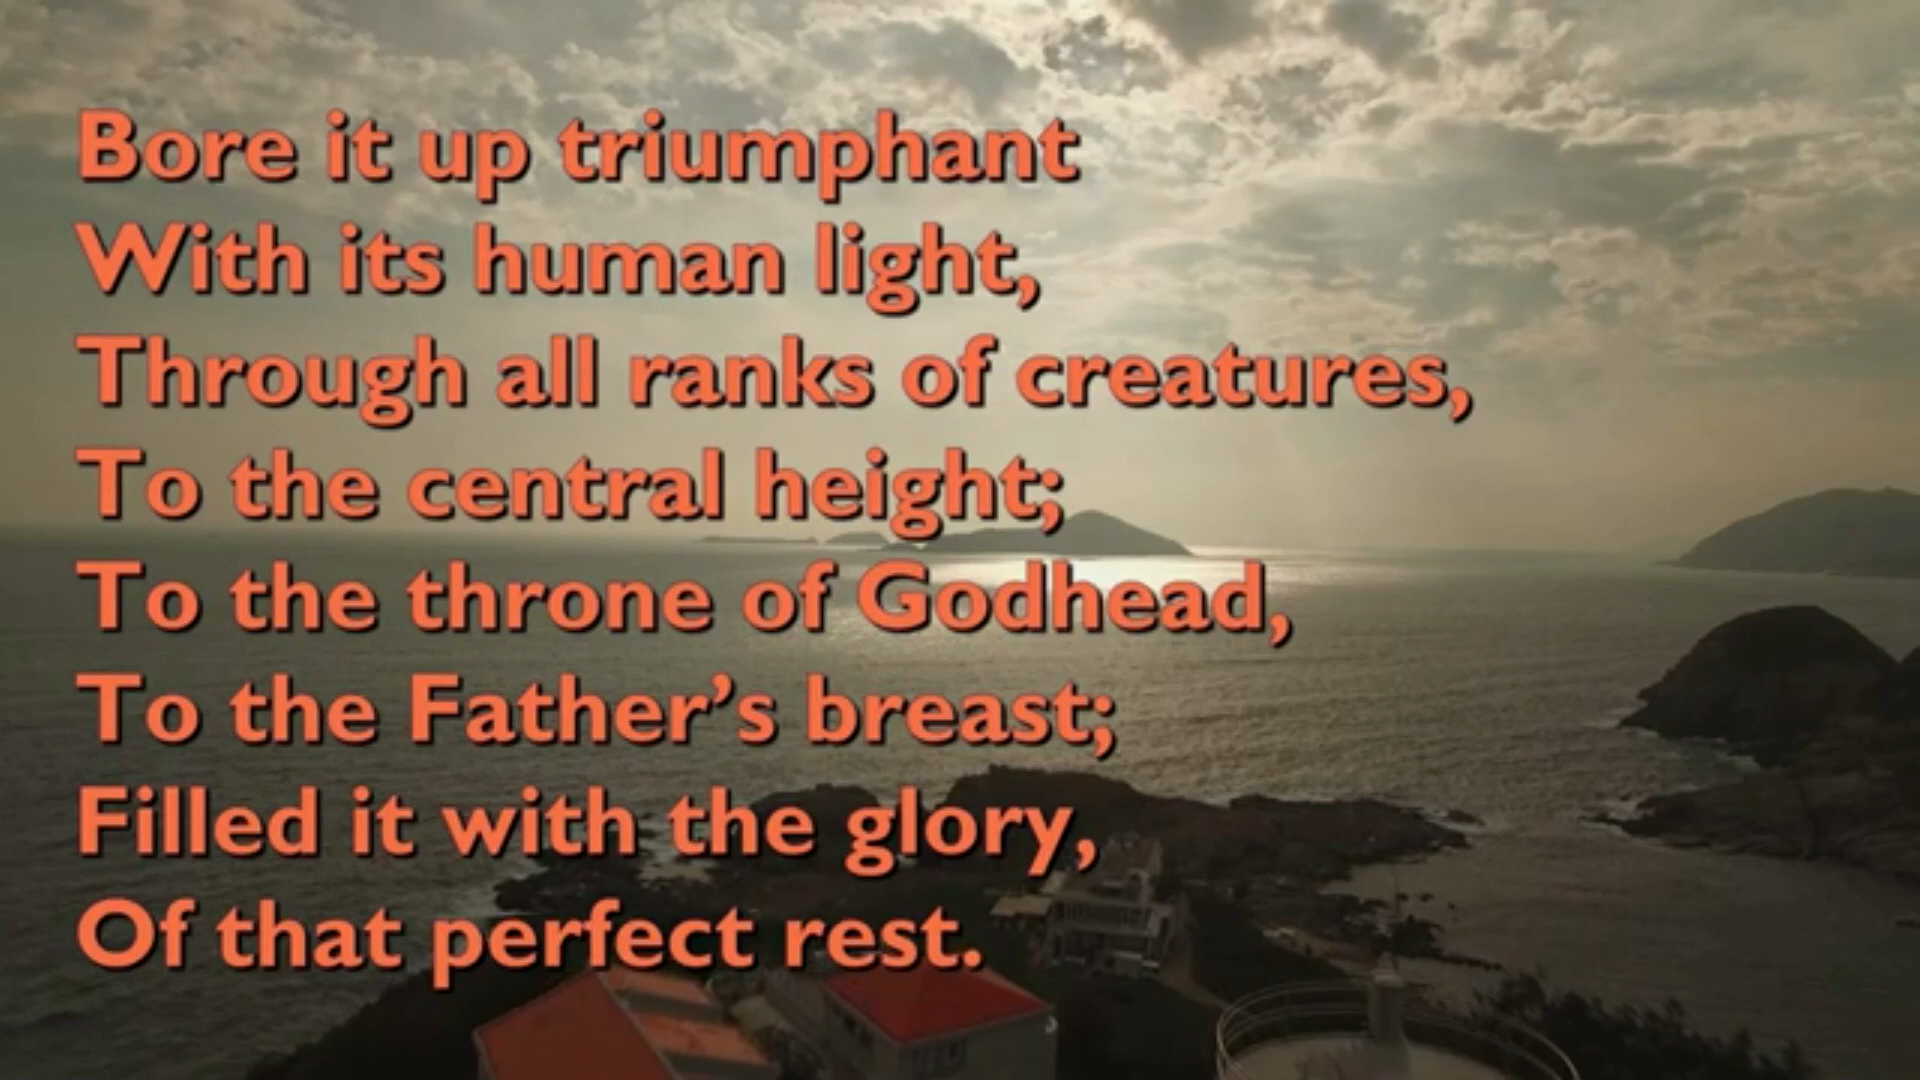 Bore it up triumphant
With its human light,
Through all ranks of creatures,
To the central height;
To the throne of Godhead,
To the Father’s breast;
Filled it with the glory,
Of that perfect rest.